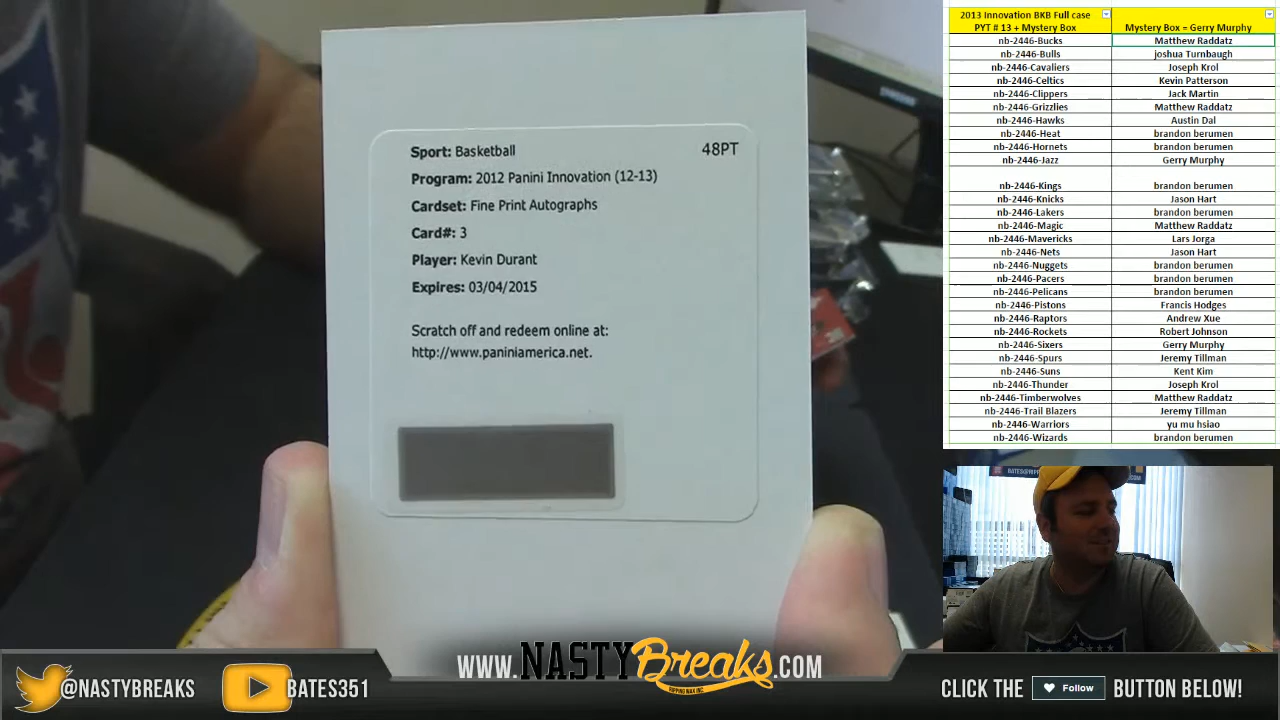 Sport: Basketball
48PT
Program: 2012 Panini Innovation (12-13)
Cardset: Fine Print Autographs
Card#: 3
Player: Kevin Durant
Expires: 03/04/2015
Scratch off and redeem online at:
http://www.paniniamerica.net.
2013 Innovation BKB Full case
PYT # 13 + Mystery Box
Mystery Box = Gerry Murphy
nb-2446-Bucks Matthew Raddatz
nb-2446-Bulls joshua Turnbaugh
nb-2446-Cavaliers Joseph Krol
nb-2446-Celtics Kevin Patterson
nb-2446-Clippers Jack Martin
nb-2446-Grizzlies Matthew Raddatz
nb-2446-Hawks Austin Dal
nb-2446-Heat brandon berumen
nb-2446-Hornets brandon berumen
nb-2446-Jazz Gerry Murphy
nb-2446-Kings brandon berumen
nb-2446-Knicks Jason Hart
nb-2446-Lakers brandon berumen
nb-2446-Magic Matthew Raddatz
nb-2446-Mavericks Lars Jorga
nb-2446-Nets Jason Hart
nb-2446-Nuggets brandon berumen
nb-2446-Pacers brandon berumen
nb-2446-Pelicans brandon berumen
nb-2446-Pistons Francis Hodges
nb-2446-Raptors Andrew Xue
nb-2446-Rockets Robert Johnson
nb-2446-Sixers Gerry Murphy
nb-2446-Spurs Jeremy Tillman
nb-2446-Suns Kent Kim
nb-2446-Thunder Joseph Krol
nb-2446-Timberwolves Matthew Raddatz
nb-2446-Trail Blazers Jeremy Tillman
nb-2446-Warriors yu mu hsiao
nb-2446-Wizards brandon berumen
@NASTYBREAKS
BATES351
WWW.NASTYBreaks.COM
RIPPING WAX INC
CLICK THE Follow BUTTON BELOW!